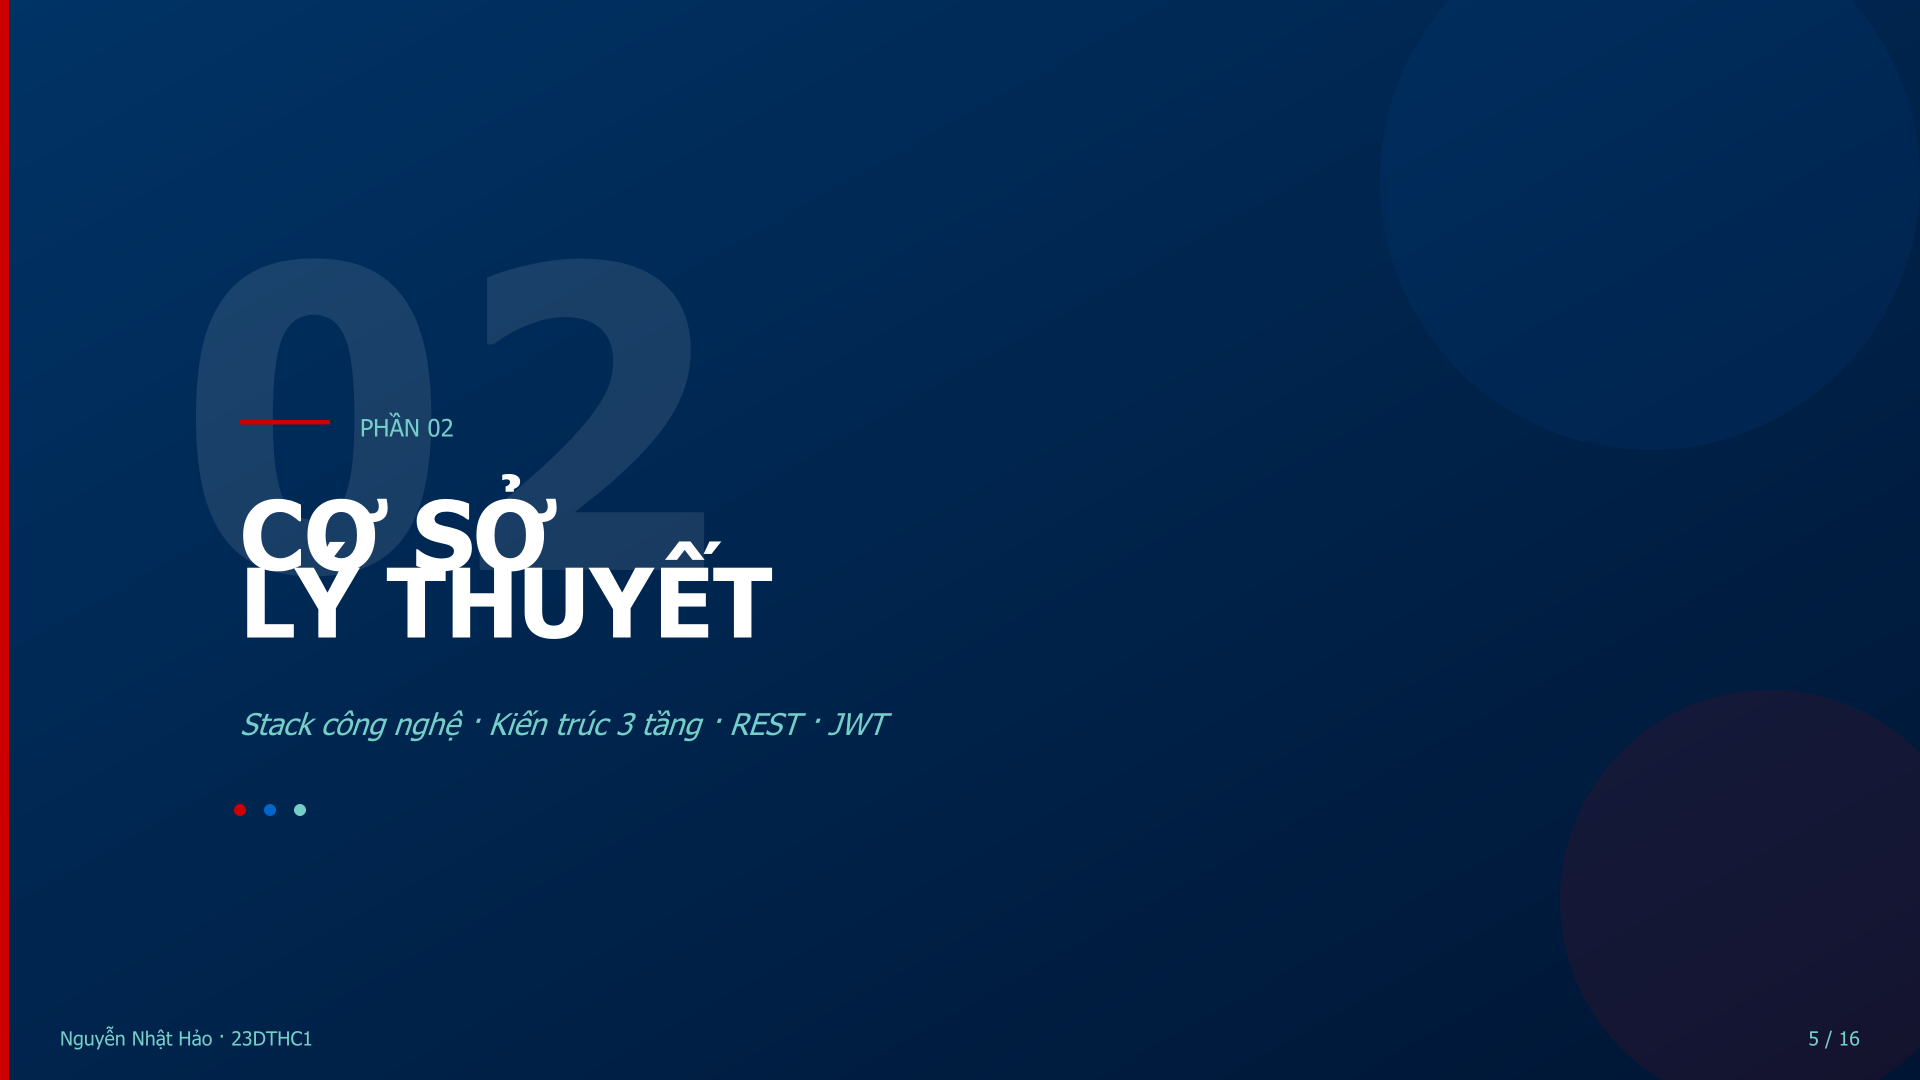 02
PHẦN 02
CƠ SỞ
LÝ THUYẾT
Stack công nghệ · Kiến trúc 3 tầng · REST · JWT
Nguyễn Nhật Hảo · 23DTHC1
5 / 16